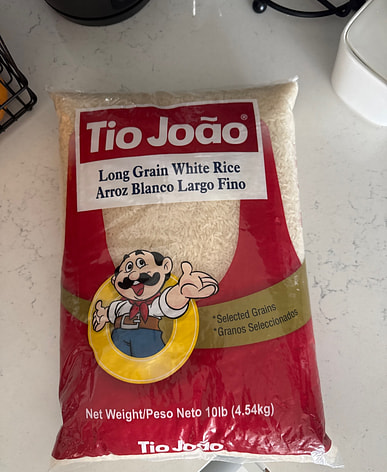 Tio João®
Long Grain White Rice
Arroz Blanco Largo Fino
*Selected Grains
*Granos Seleccionados
Net Weight/Peso Neto 10lb (4.54kg)
Tio João